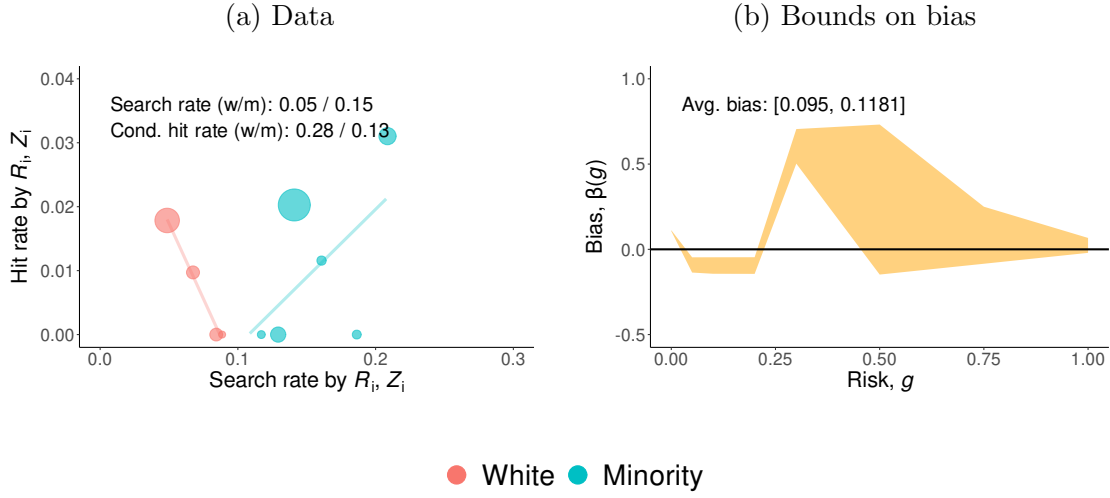 (a) Data
Hit rate by R_i, Z_i
0.04
0.03
0.02
0.01
0.00
Search rate (w/m): 0.05 / 0.15
Cond. hit rate (w/m): 0.28 / 0.13
0.0 0.1 0.2 0.3
Search rate by R_i, Z_i
(b) Bounds on bias
Bias, β(g)
1.0
0.5
0.0
-0.5
Avg. bias: [0.095, 0.1181]
0.00 0.25 0.50 0.75 1.00
Risk, g
White Minority